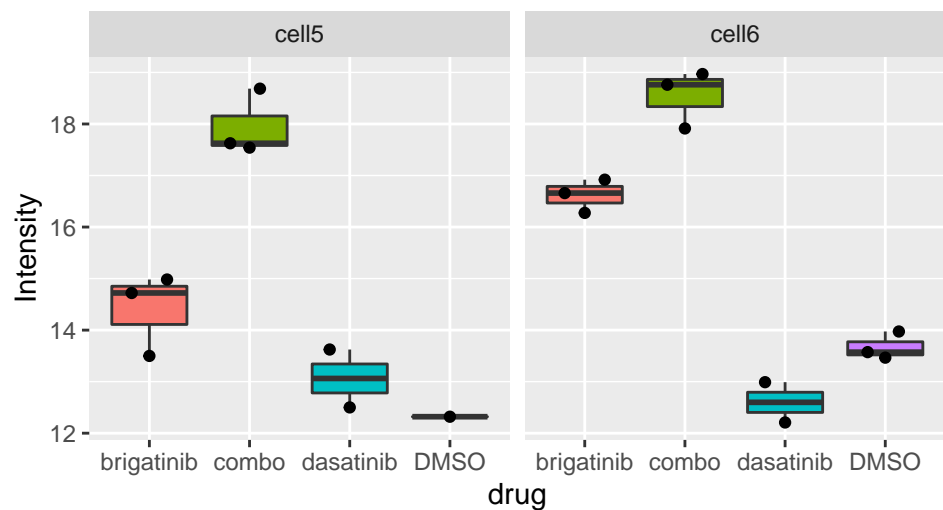 cell5 cell6
18
16
14
12
Intensity
brigatinib combo dasatinib DMSO brigatinib combo dasatinib DMSO
drug